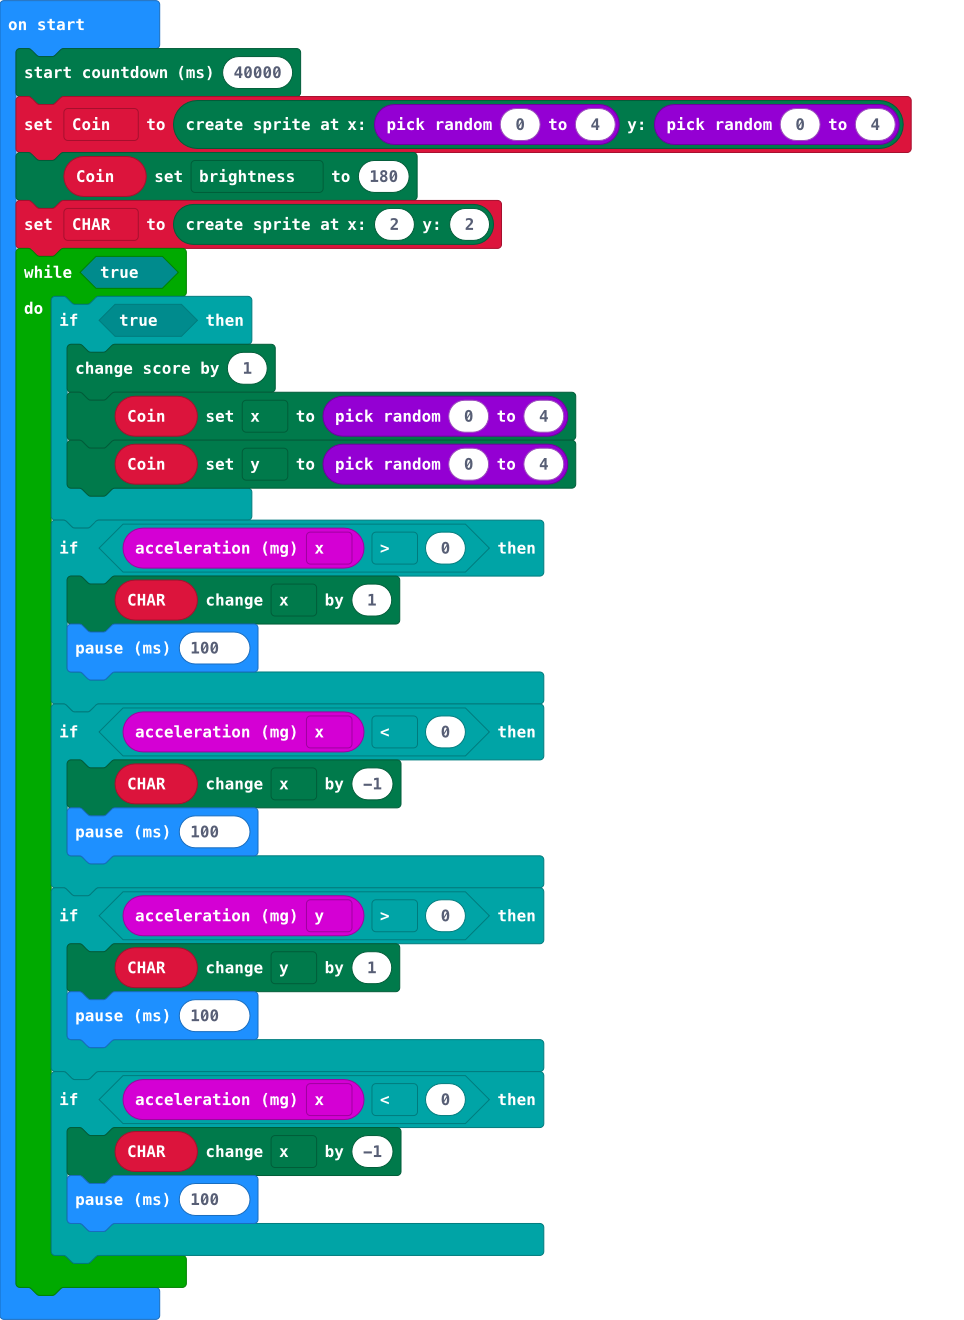 on start
start countdown (ms) 40000
set Coin to create sprite at x: pick random 0 to 4 y: pick random 0 to 4
Coin set brightness to 180
set CHAR to create sprite at x: 2 y: 2
while true
do
if true then
change score by 1
Coin set x to pick random 0 to 4
Coin set y to pick random 0 to 4
if acceleration (mg) x > 0 then
CHAR change x by 1
pause (ms) 100
if acceleration (mg) x < 0 then
CHAR change x by −1
pause (ms) 100
if acceleration (mg) y > 0 then
CHAR change y by 1
pause (ms) 100
if acceleration (mg) x < 0 then
CHAR change x by −1
pause (ms) 100